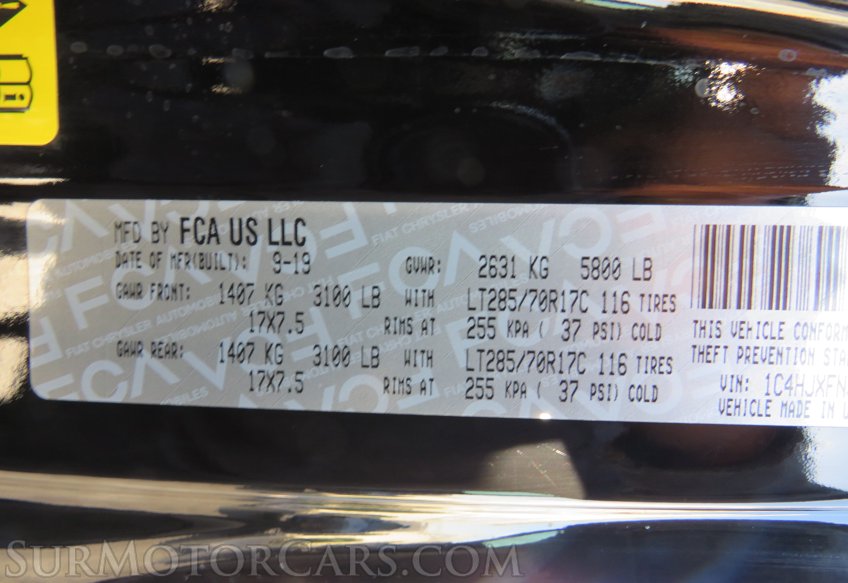 MFD BY FCA US LLC
DATE OF MFR(BUILT): 9-19 GVWR: 2631 KG 5800 LB
GAWR FRONT: 1407 KG 3100 LB WITH LT285/70R17C 116 TIRES
17X7.5 RIMS AT 255 KPA ( 37 PSI) COLD
GAWR REAR: 1407 KG 3100 LB WITH LT285/70R17C 116 TIRES
17X7.5 RIMS AT 255 KPA ( 37 PSI) COLD
THIS VEHICLE CONFORM
THEFT PREVENTION STA
VIN: 1C4HJXFN
VEHICLE MADE IN U
SurMotorCars.com